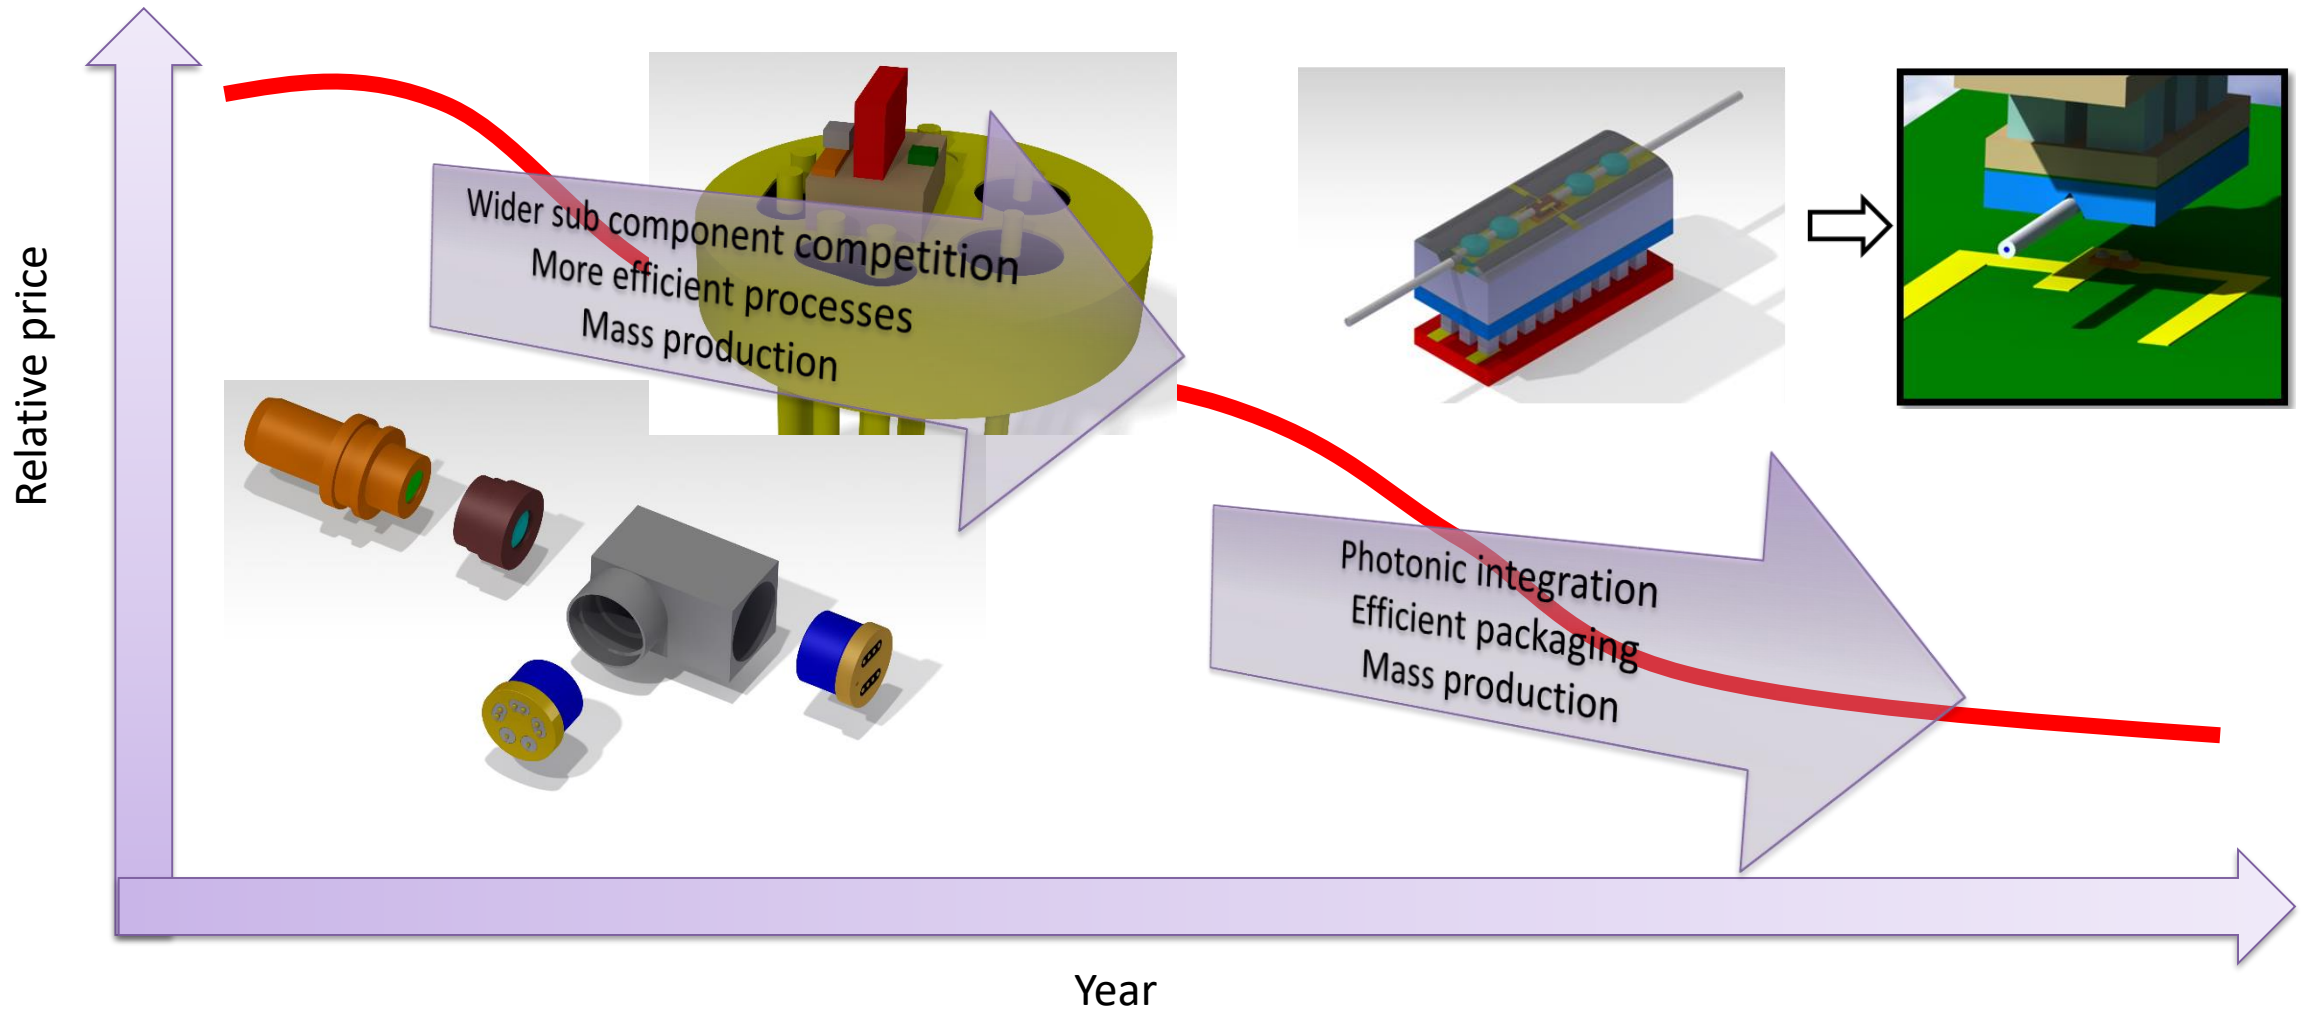 Relative price
Wider sub component competition
More efficient processes
Mass production
Photonic integration
Efficient packaging
Mass production
Year